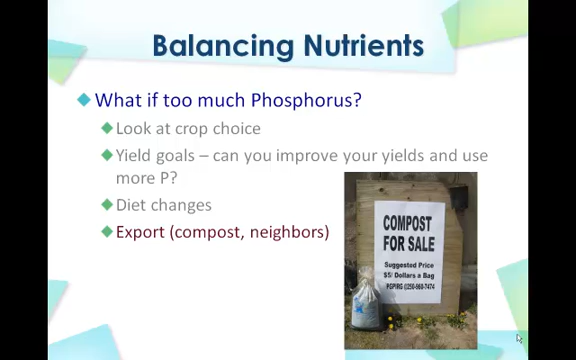 Balancing Nutrients
What if too much Phosphorus?
Look at crop choice
Yield goals – can you improve your yields and use
more P?
Diet changes
Export (compost, neighbors)
COMPOST
FOR SALE
Suggested Price
$5/ Dollars a Bag